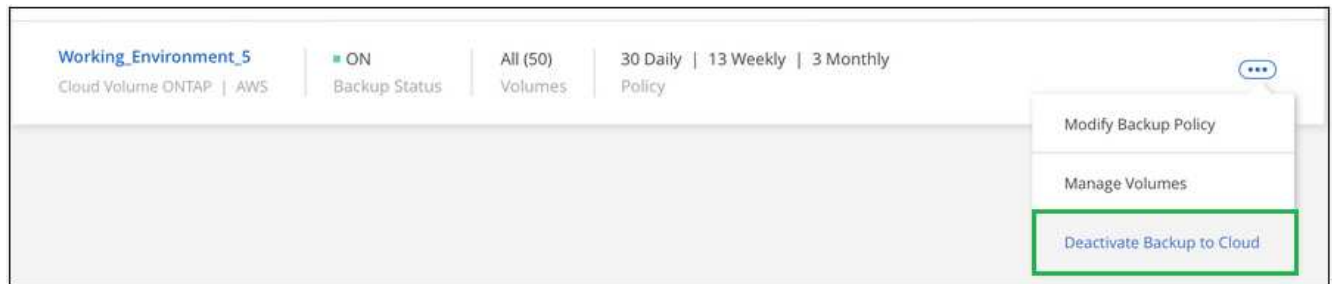 Working_Environment_5 ON All (50) 30 Daily | 13 Weekly | 3 Monthly
Cloud Volume ONTAP | AWS Backup Status Volumes Policy
Modify Backup Policy
Manage Volumes
Deactivate Backup to Cloud